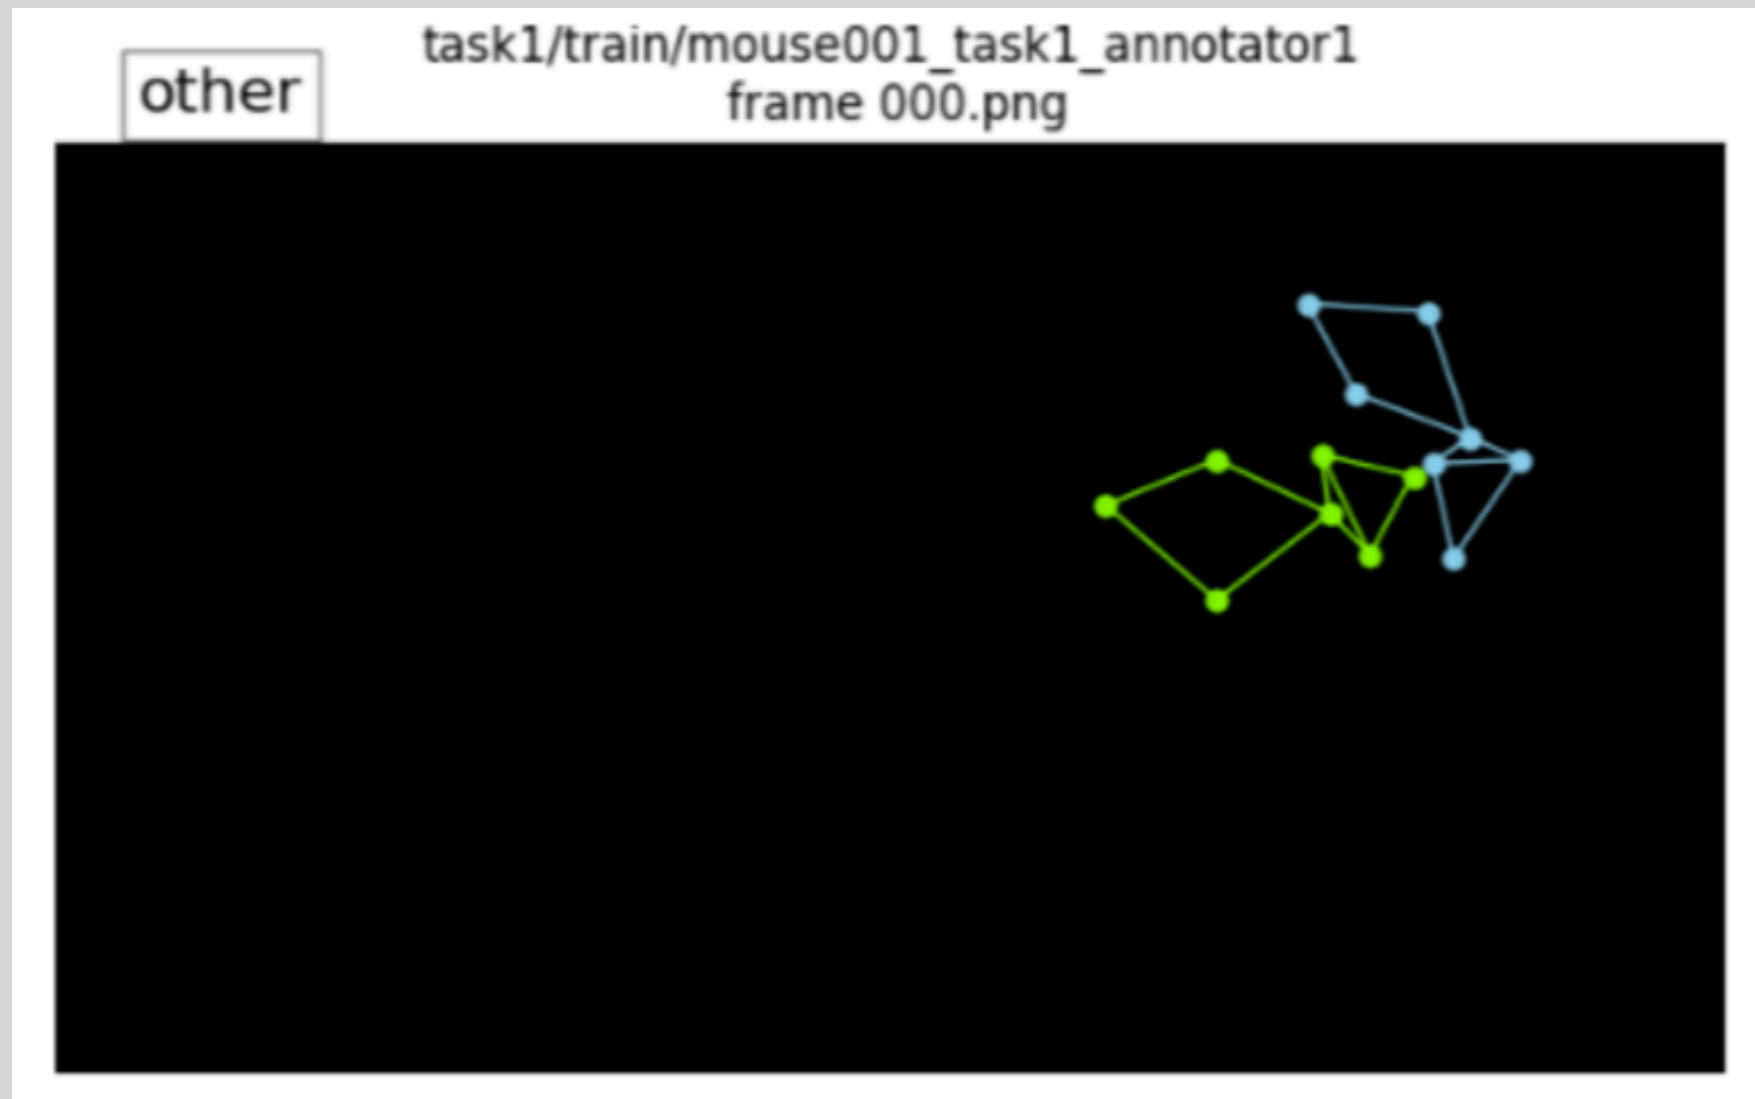 other
task1/train/mouse001_task1_annotator1
frame 000.png